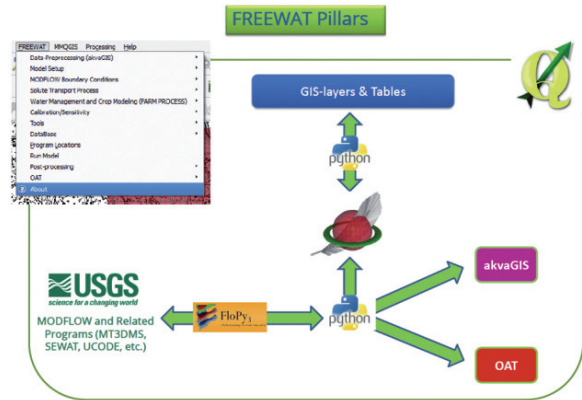 FREEWAT Pillars
FREEWAT MMQGIS Processing Help
Data-Preprocessing (akvaGIS)
Model Setup
MODFLOW Boundary Conditions
Solute Transport Process
Water Management and Crop Modeling (FARM PROCESS)
Calibration/Sensitivity
Tools
DataBase
Program Locations
Run Model
Post-processing
OAT
About
GIS-layers & Tables
python
USGS
science for a changing world
MODFLOW and Related
Programs (MT3DMS,
SEWAT, UCODE, etc.)
FloPy3
python
akvaGIS
OAT